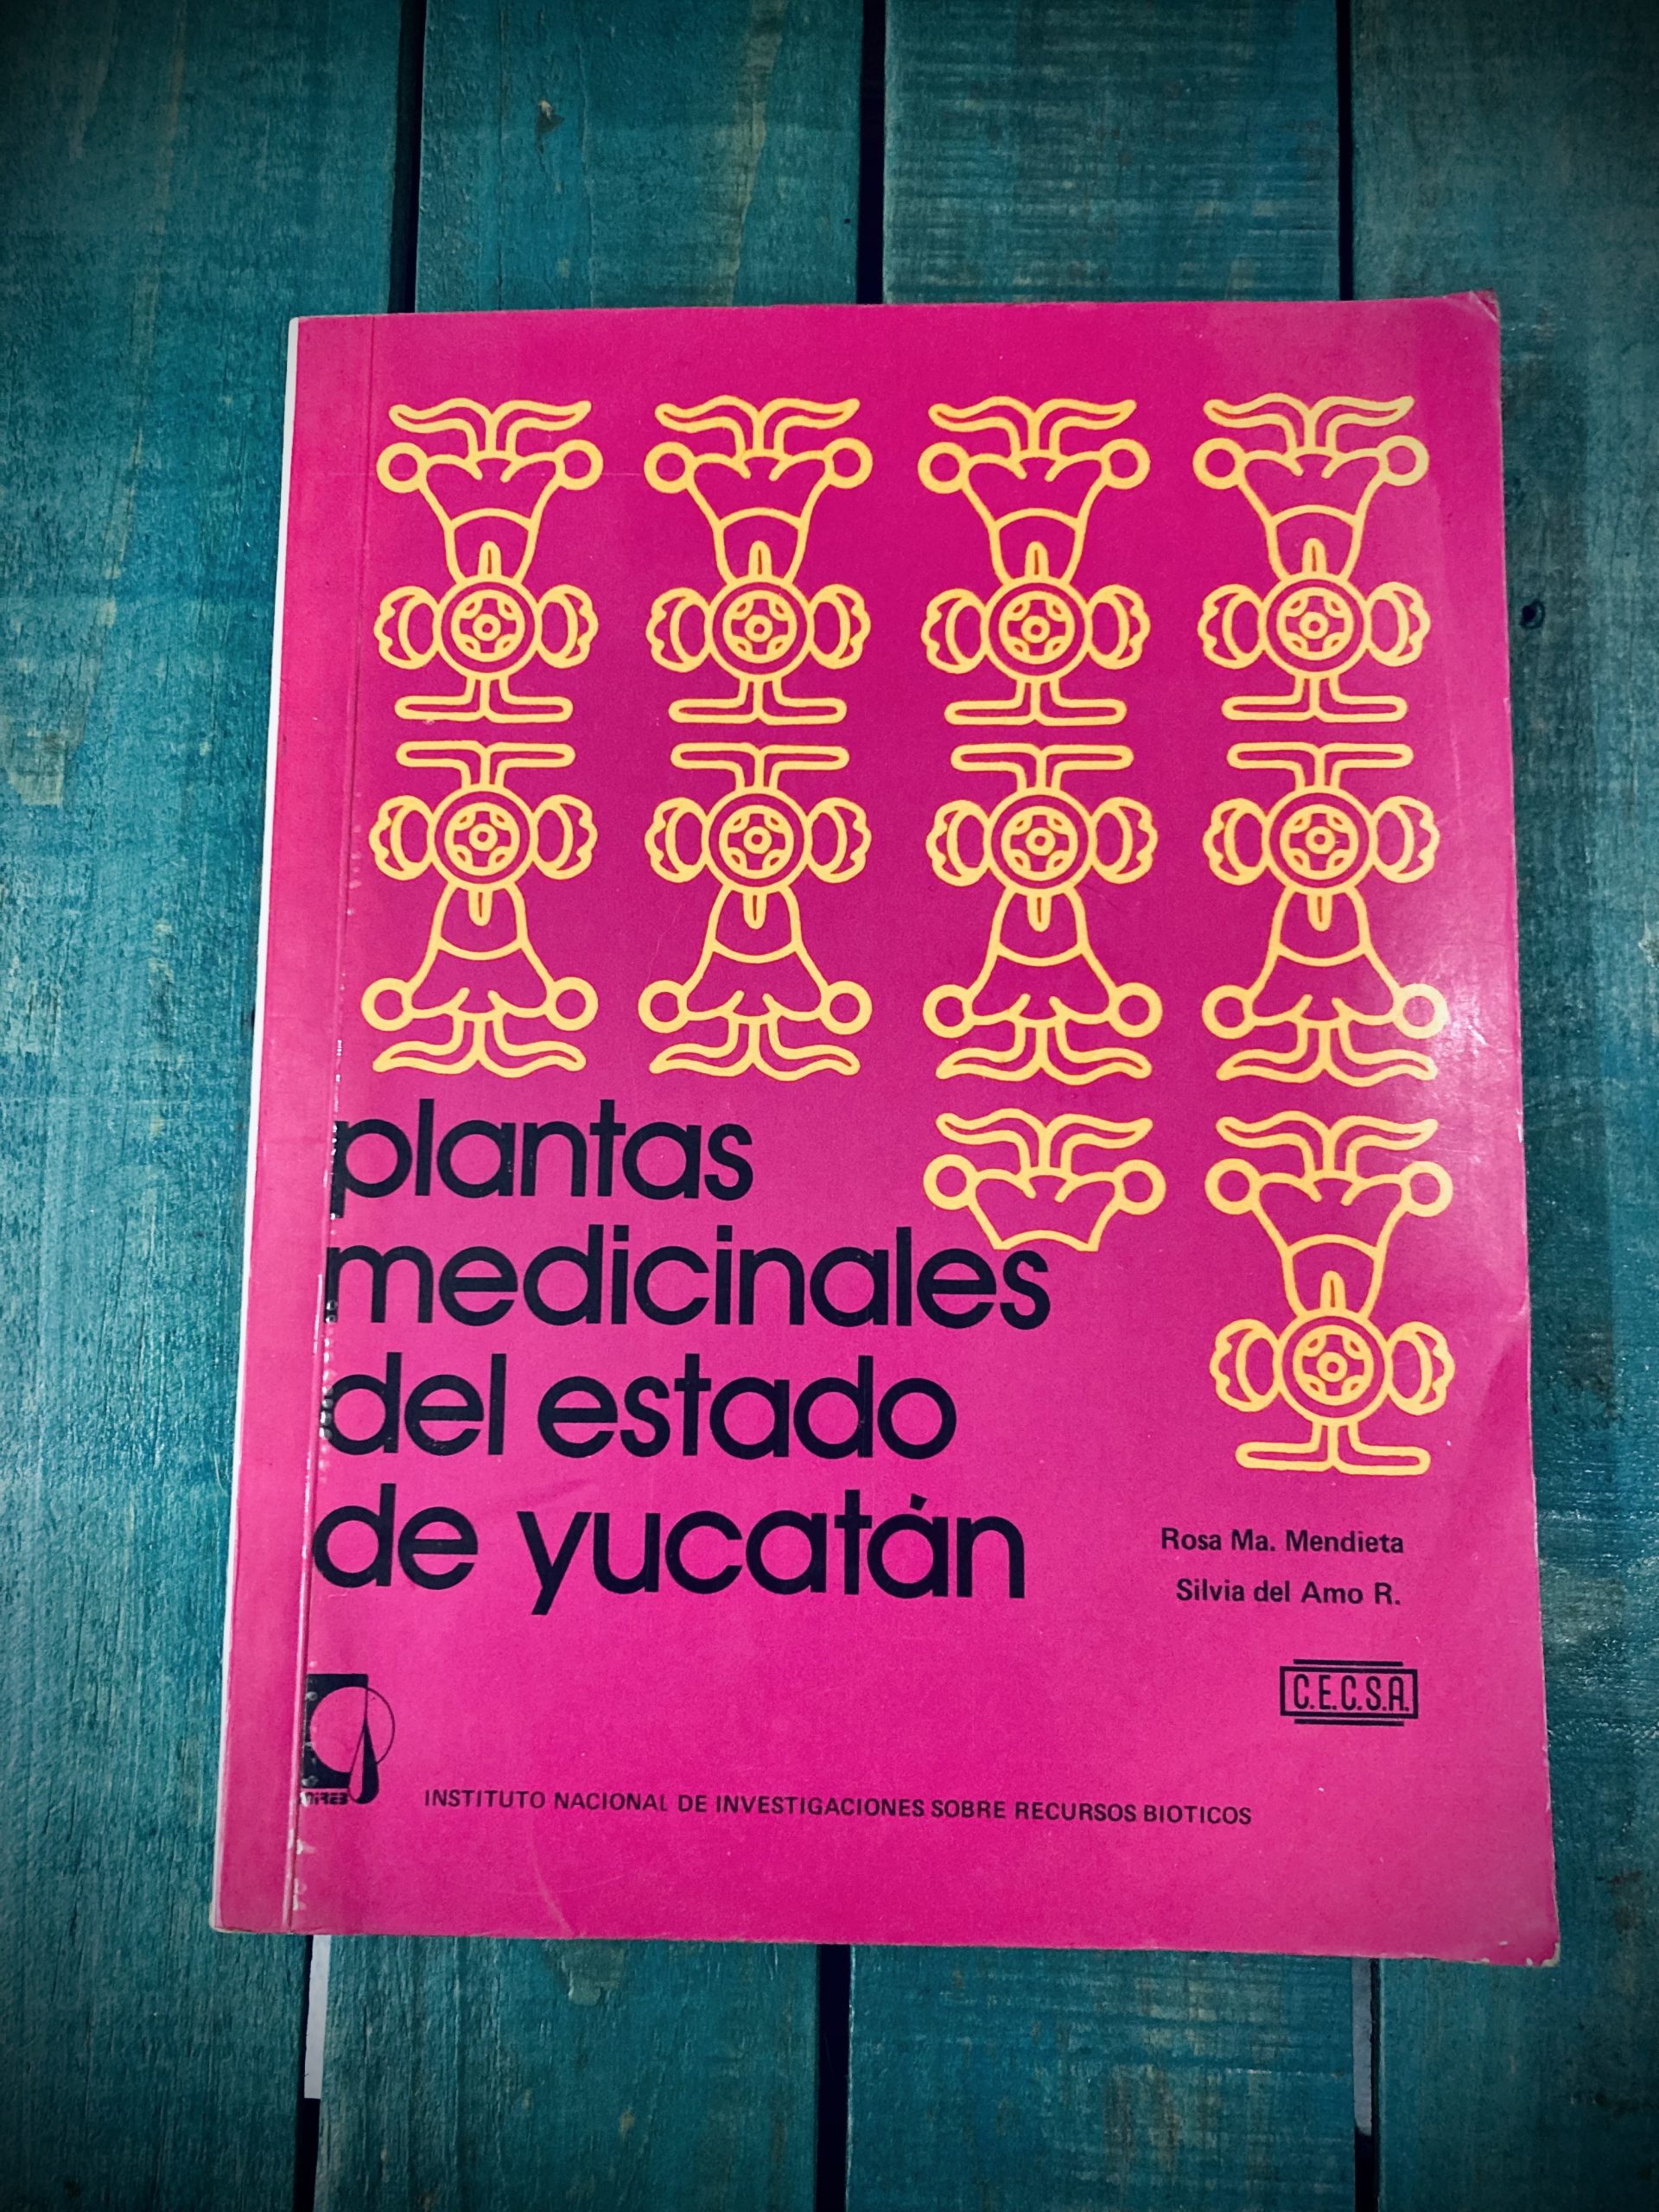 plantas
medicinales
del estado
de yucatán
Rosa Ma. Mendieta
Silvia del Amo R.
C.E.C.S.A.
INSTITUTO NACIONAL DE INVESTIGACIONES SOBRE RECURSOS BIOTICOS